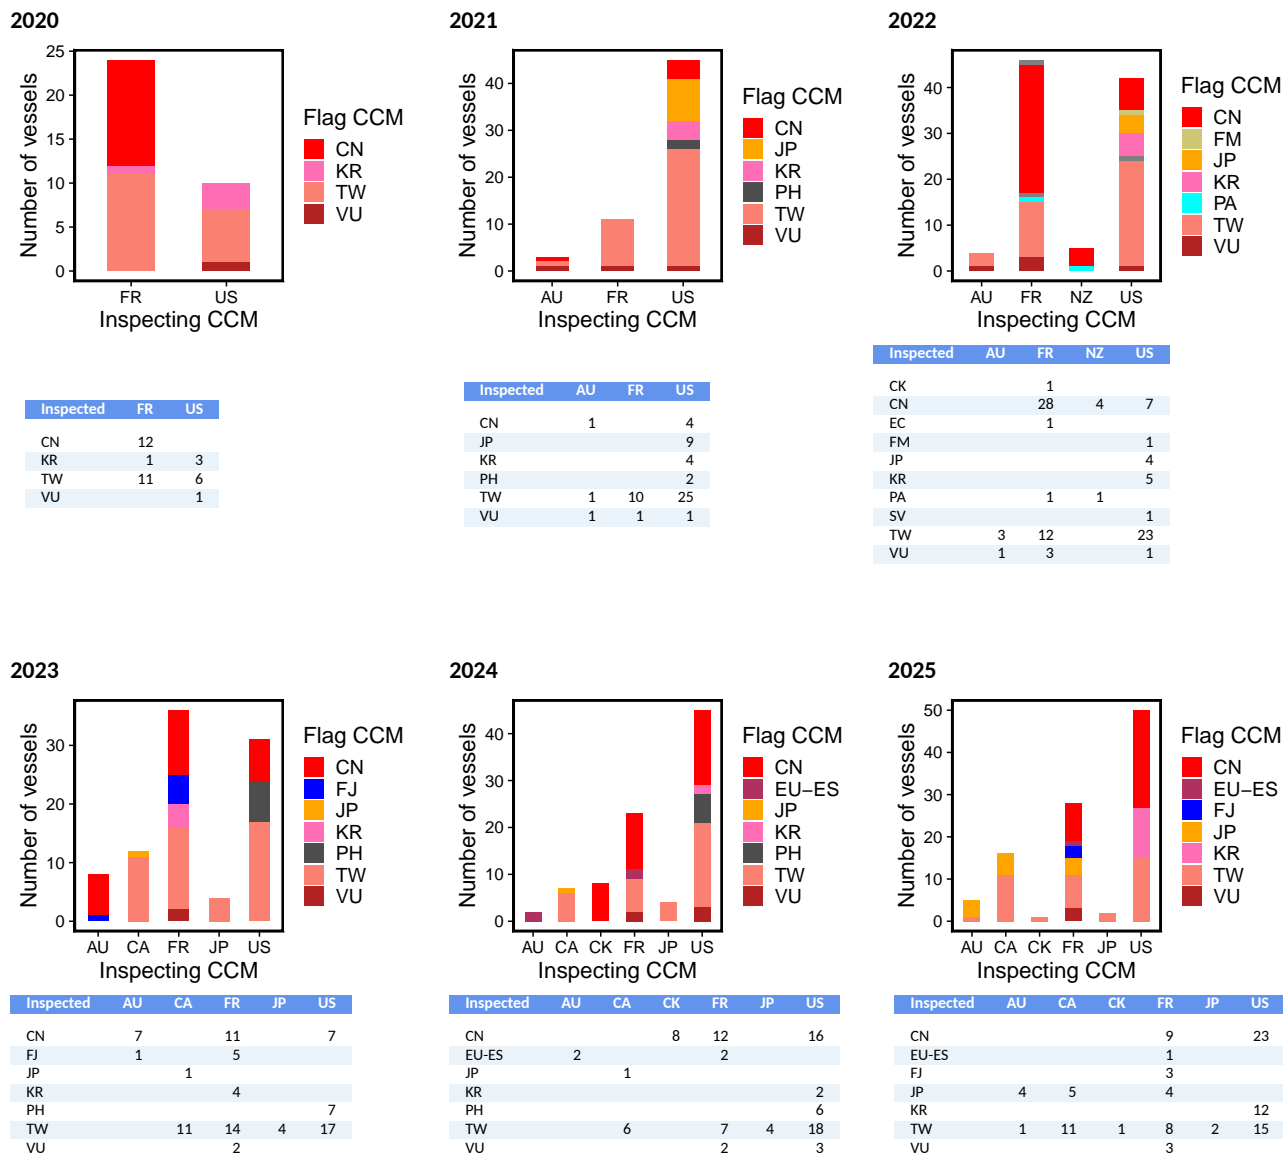 2020
25
20
15
10
5
0
Number of vessels
FR US
Inspecting CCM
Flag CCM
CN
KR
TW
VU
Inspected FR US
CN 12
KR 1 3
TW 11 6
VU 1
2021
40
30
20
10
0
Number of vessels
AU FR US
Inspecting CCM
Flag CCM
CN
JP
KR
PH
TW
VU
Inspected AU FR US
CN 1 4
JP 9
KR 4
PH 2
TW 1 10 25
VU 1 1 1
2022
40
30
20
10
0
Number of vessels
AU FR NZ US
Inspecting CCM
Flag CCM
CN
FM
JP
KR
PA
TW
VU
Inspected AU FR NZ US
CK 1
CN 28 4 7
EC 1
FM 1
JP 4
KR 5
PA 1 1
SV 1
TW 3 12 23
VU 1 3 1
2023
30
20
10
0
Number of vessels
AU CA FR JP US
Inspecting CCM
Flag CCM
CN
FJ
JP
KR
PH
TW
VU
Inspected AU CA FR JP US
CN 7 11 7
FJ 1 5
JP 1
KR 4
PH 7
TW 11 14 4 17
VU 2
2024
40
30
20
10
0
Number of vessels
AU CA CK FR JP US
Inspecting CCM
Flag CCM
CN
EU−ES
JP
KR
PH
TW
VU
Inspected AU CA CK FR JP US
CN 8 12 16
EU-ES 2 2
JP 1
KR 2
PH 6
TW 6 7 4 18
VU 2 3
2025
50
40
30
20
10
0
Number of vessels
AU CA CK FR JP US
Inspecting CCM
Flag CCM
CN
EU−ES
FJ
JP
KR
TW
VU
Inspected AU CA CK FR JP US
CN 9 23
EU-ES 1
FJ 3
JP 4 5 4
KR 12
TW 1 11 1 8 2 15
VU 3